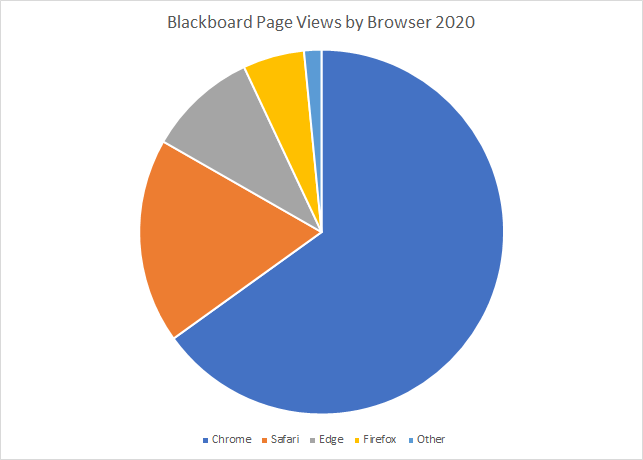 Blackboard Page Views by Browser 2020
Chrome Safari Edge Firefox Other